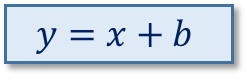 y = x + b